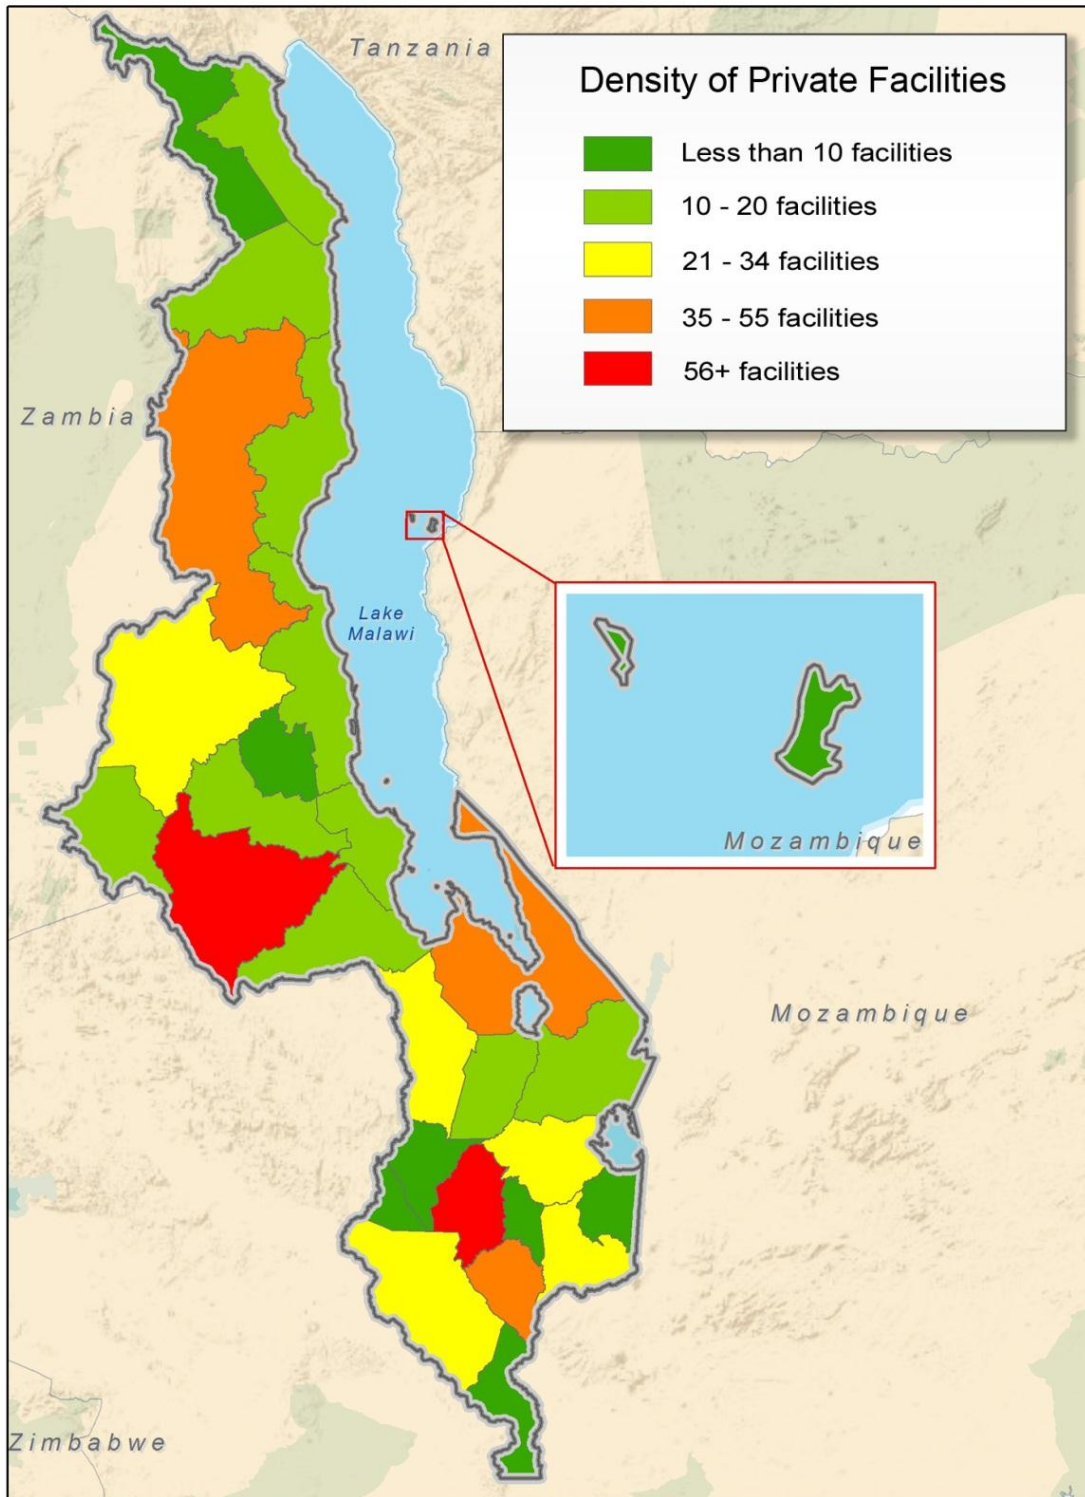 Tanzania
Density of Private Facilities
Less than 10 facilities
10 - 20 facilities
21 - 34 facilities
35 - 55 facilities
56+ facilities
Zambia
Lake
Malawi
Mozambique
Mozambique
Zimbabwe